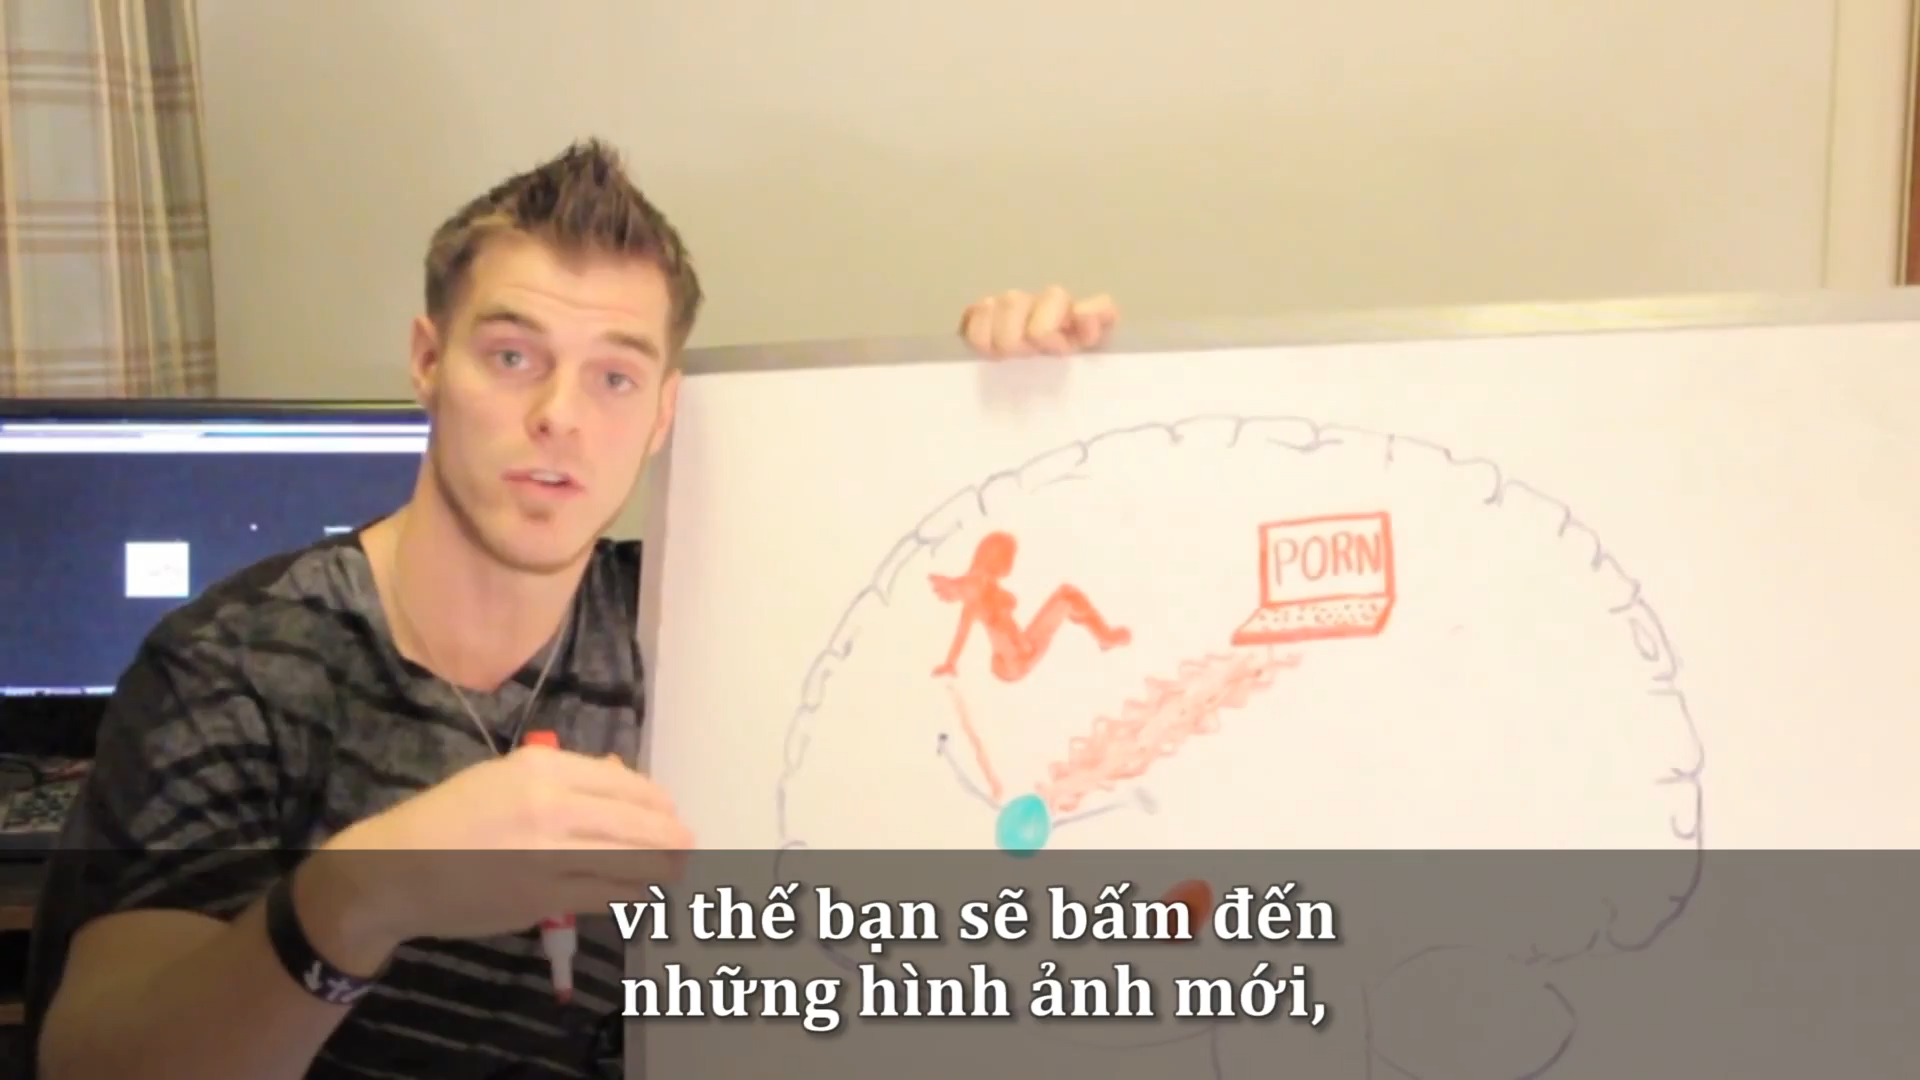 PORN
vì thế bạn sẽ bấm đến
những hình ảnh mới,